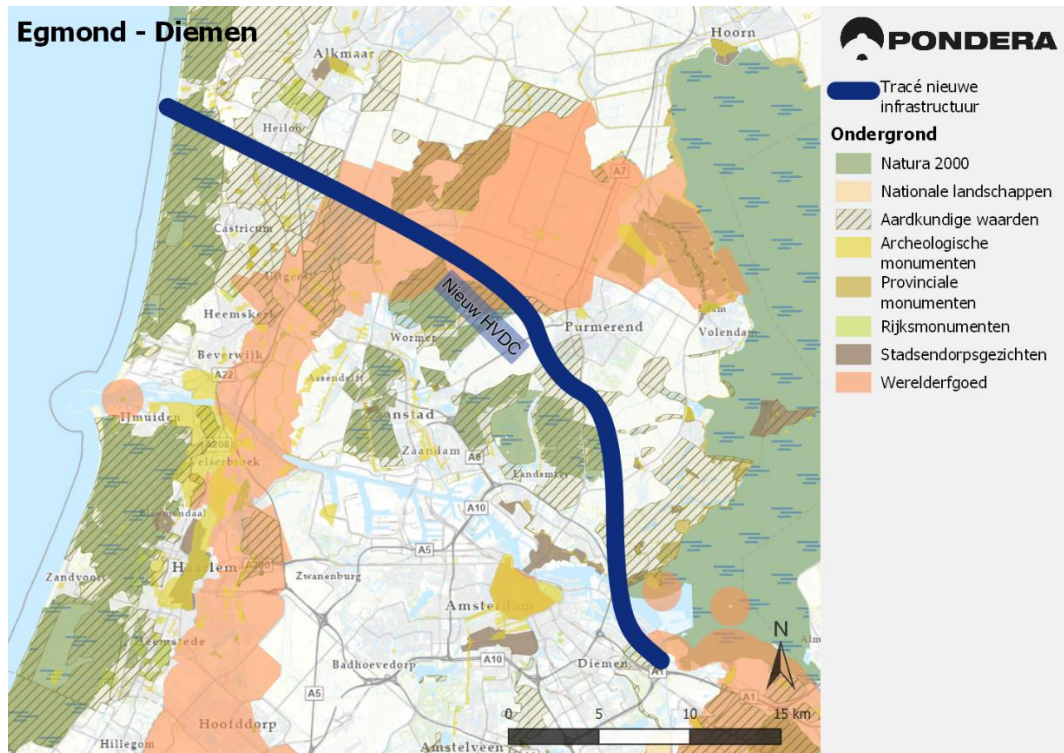 Egmond - Diemen
PONDERA
Tracé nieuwe
infrastructuur
Ondergrond
Natura 2000
Nationale landschappen
Aardkundige waarden
Archeologische
monumenten
Provinciale
monumenten
Rijksmonumenten
Stadsendorpsgezichten
Werelderfgoed
Hoorn
Alkmaar
Heiloo
A7
Castricum
Uitgeest
Nieuw HVDC
Heemskerk
Wormer
Purmerend
Volendam
Beverwijk
Assendelft
A22
IJmuiden
Zaandam
A208
A8
Landsmeer
A10
A5
Haarlem
A200
Zandvoort
Zwanenburg
Amsterdam
Heemstede
N
Badhoevedorp
A10
Diemen
A1
A1
A5
Hoofddorp
0 5 10 15 km
Hillegom
Amstelveen